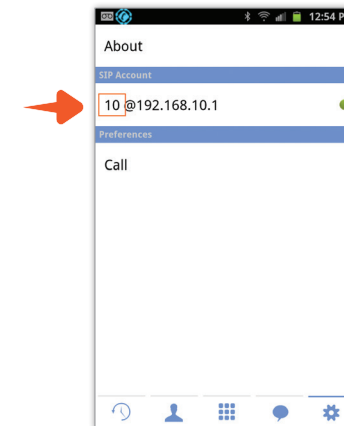 12:54 P
About
SIP Account
10 @192.168.10.1
Preferences
Call